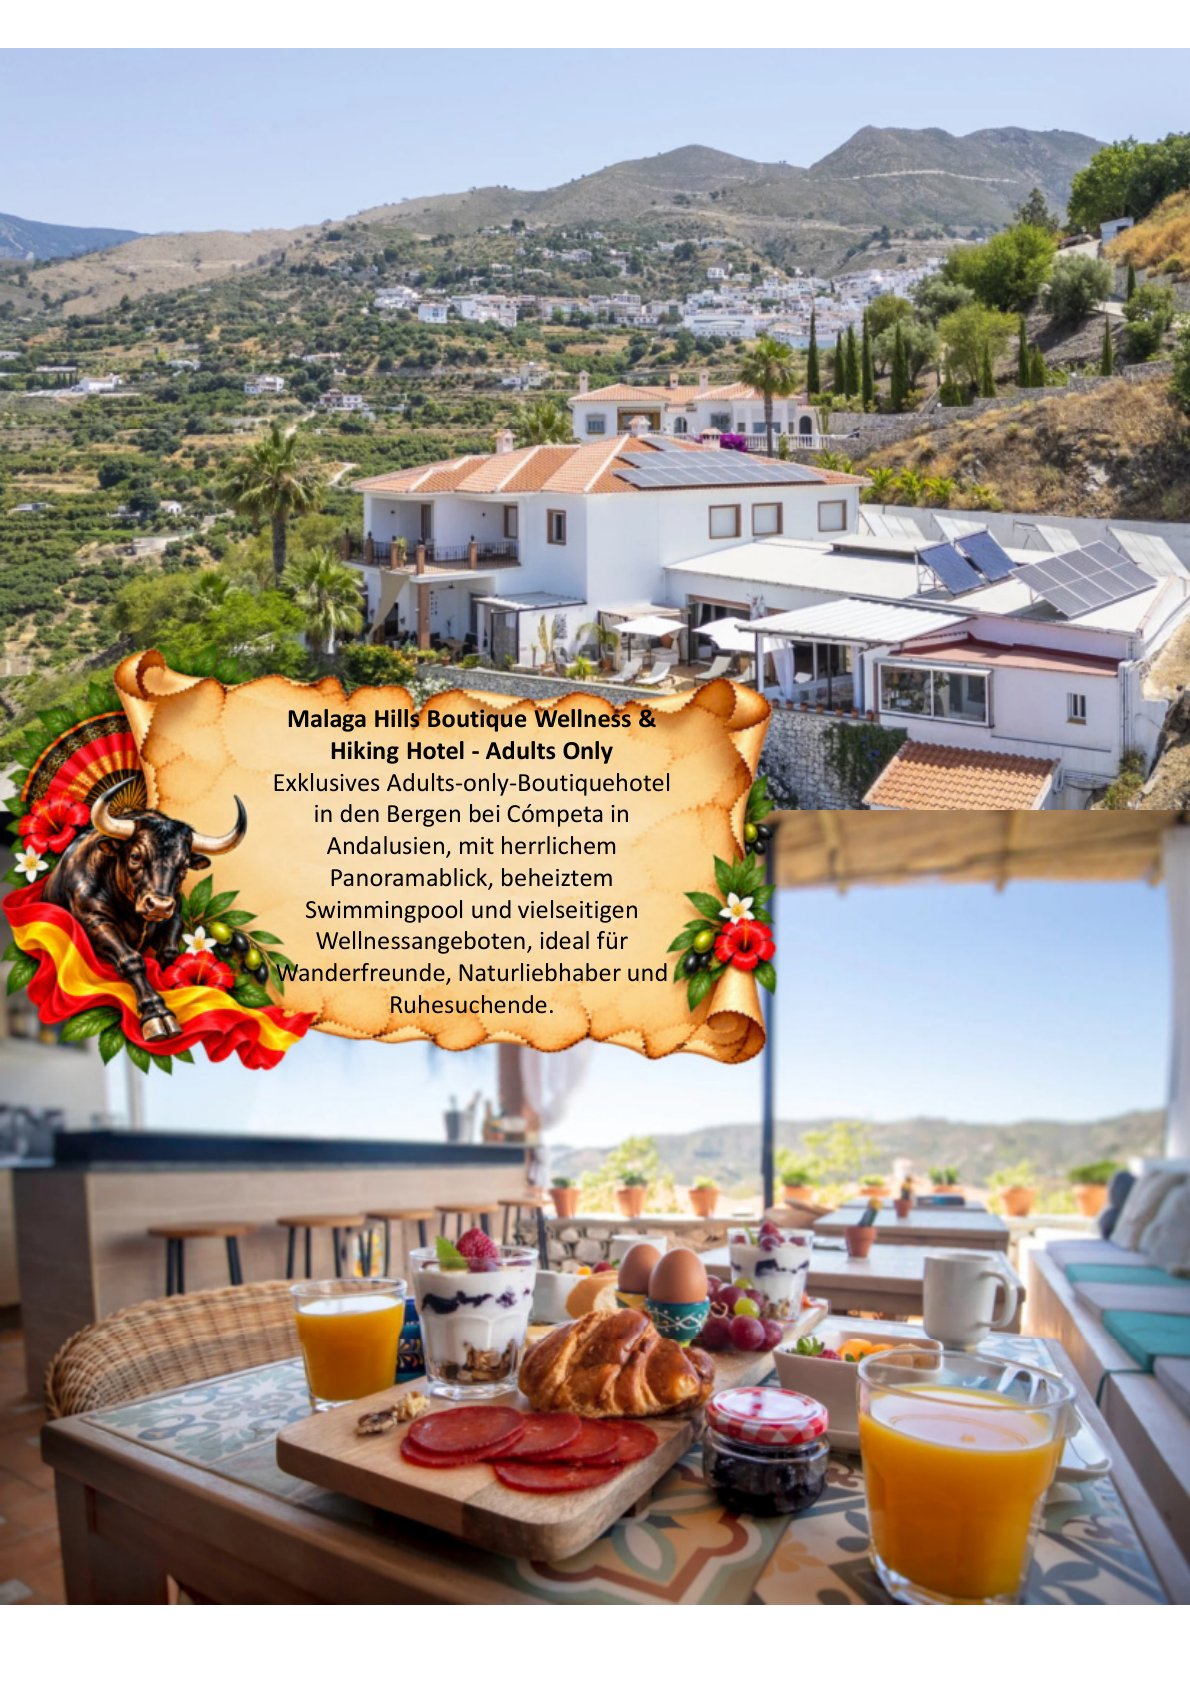 Malaga Hills Boutique Wellness &
Hiking Hotel - Adults Only
Exklusives Adults-only-Boutiquehotel
in den Bergen bei Cómpeta in
Andalusien, mit herrlichem
Panoramablick, beheiztem
Swimmingpool und vielseitigen
Wellnessangeboten, ideal für
Wanderfreunde, Naturliebhaber und
Ruhesuchende.